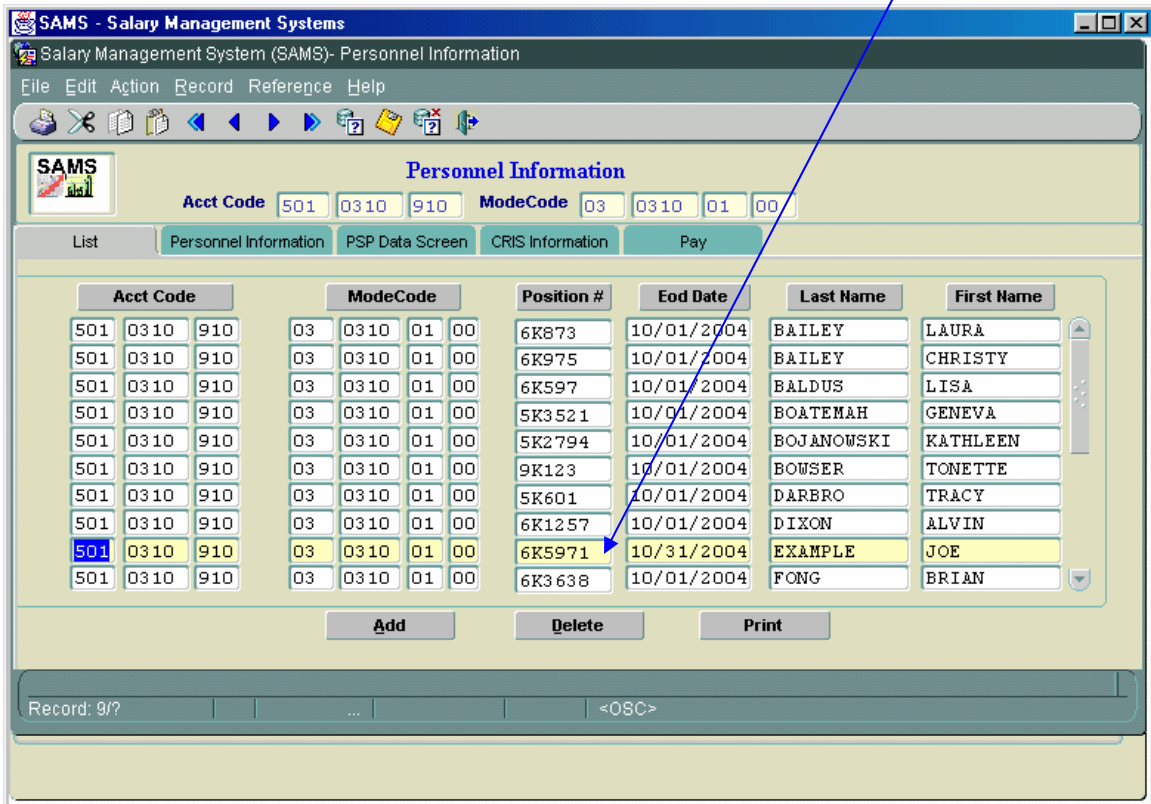 SAMS - Salary Management Systems
Salary Management System (SAMS)- Personnel Information
File Edit Action Record Reference Help
SAMS
Personnel Information
Acct Code 501 0310 910 ModeCode 03 0310 01 00
List Personnel Information PSP Data Screen CRIS Information Pay
Acct Code ModeCode Position # Eod Date Last Name First Name
501 0310 910 03 0310 01 00 6K873 10/01/2004 BAILEY LAURA
501 0310 910 03 0310 01 00 6K975 10/01/2004 BAILEY CHRISTY
501 0310 910 03 0310 01 00 6K597 10/01/2004 BALDUS LISA
501 0310 910 03 0310 01 00 5K3521 10/01/2004 BOATEMAH GENEVA
501 0310 910 03 0310 01 00 5K2794 10/01/2004 BOJANOWSKI KATHLEEN
501 0310 910 03 0310 01 00 9K123 10/01/2004 BOWSER TONETTE
501 0310 910 03 0310 01 00 5K601 10/01/2004 DARBRO TRACY
501 0310 910 03 0310 01 00 6K1257 10/01/2004 DIXON ALVIN
501 0310 910 03 0310 01 00 6K5971 10/31/2004 EXAMPLE JOE
501 0310 910 03 0310 01 00 6K3638 10/01/2004 FONG BRIAN
Add Delete Print
Record: 9/? ... <OSC>